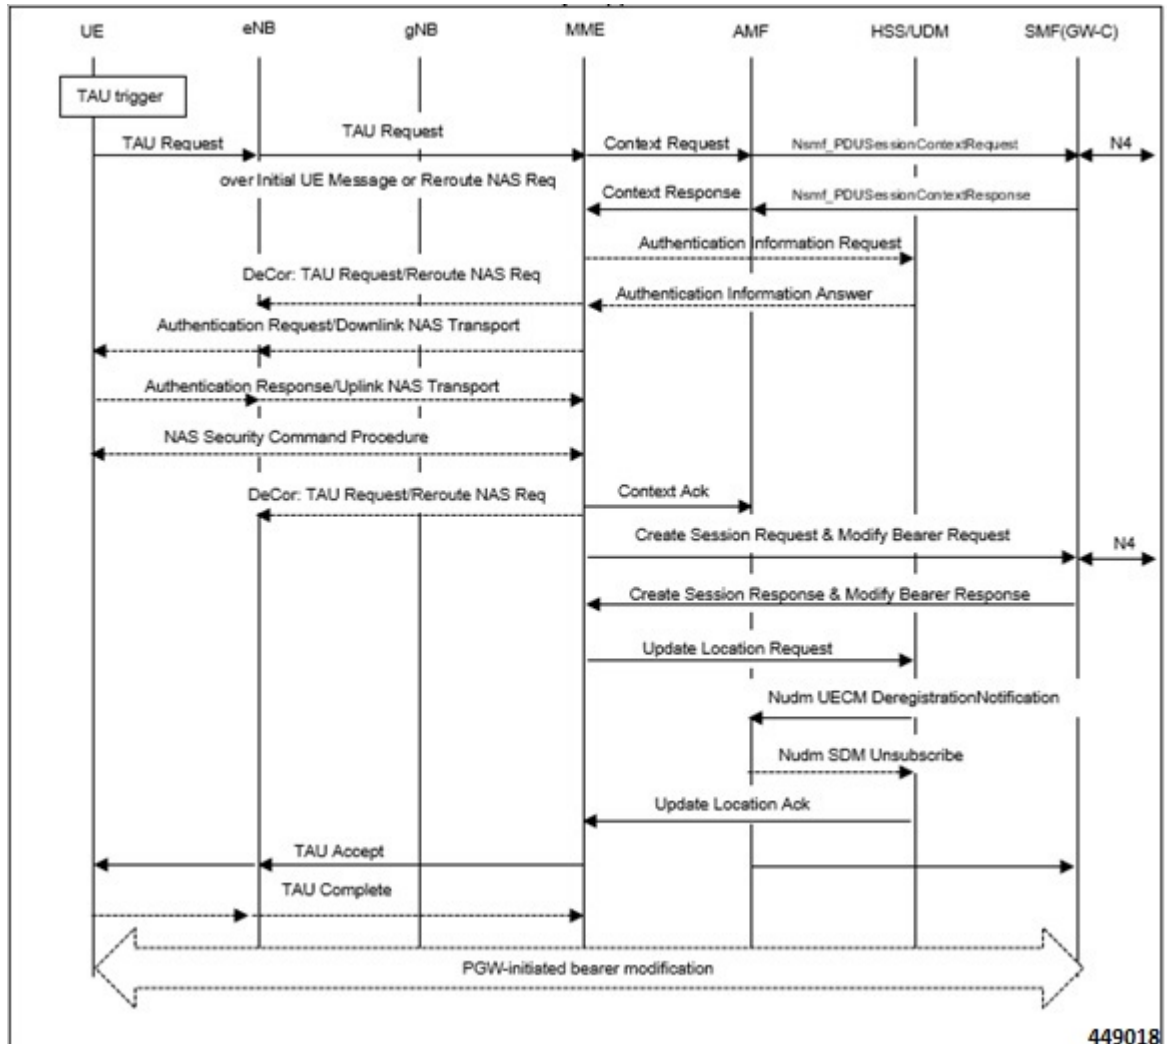 UE eNB gNB MME AMF HSS/UDM SMF(GW-C)
TAU trigger
TAU Request
TAU Request
Context Request
Nsmf_PDUSessionContextRequest
N4
over Initial UE Message or Reroute NAS Req
Context Response
Nsmf_PDUSessionContextResponse
Authentication Information Request
DeCor: TAU Request/Reroute NAS Req
Authentication Information Answer
Authentication Request/Downlink NAS Transport
Authentication Response/Uplink NAS Transport
NAS Security Command Procedure
DeCor: TAU Request/Reroute NAS Req
Context Ack
Create Session Request & Modify Bearer Request
N4
Create Session Response & Modify Bearer Response
Update Location Request
Nudm UECM DeregistrationNotification
Nudm SDM Unsubscribe
Update Location Ack
TAU Accept
TAU Complete
PGW-initiated bearer modification
449018